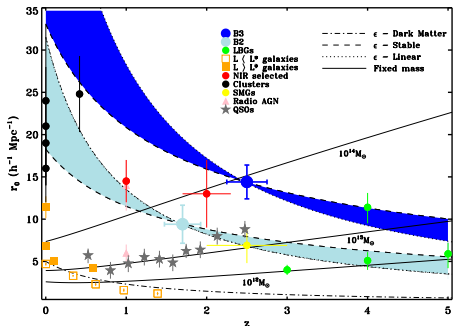 35
30
25
20
15
10
5
0
r₀ (h⁻¹ Mpc⁻¹)
B3
B2
LBGs
L < L* galaxies
L > L* galaxies
NIR selected
Clusters
SMGs
Radio AGN
QSOs
ϵ - Dark Matter
ϵ - Stable
ϵ - Linear
Fixed mass
10¹⁴M⊙
10¹³M⊙
10¹²M⊙
0 1 2 3 4 5
z